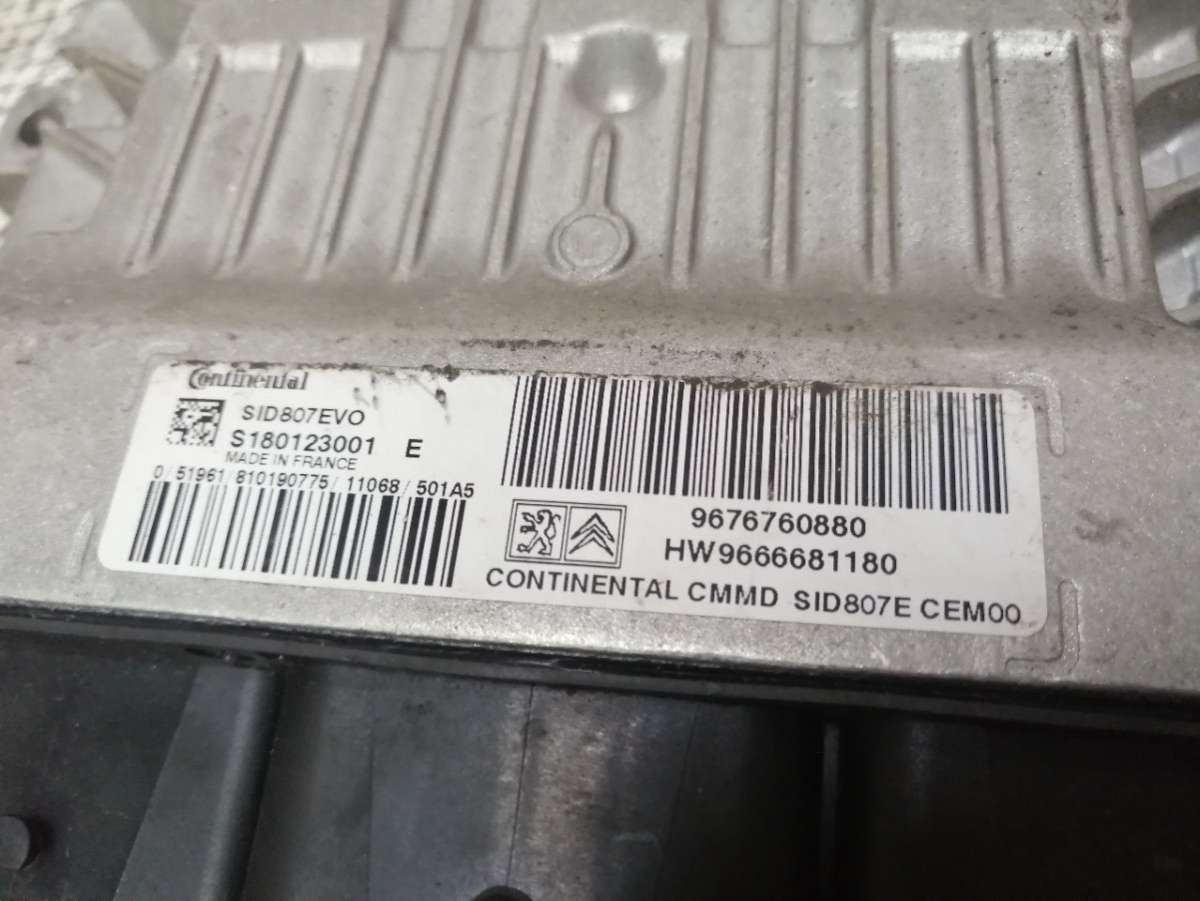 Continental
SID807EVO
S180123001 E
MADE IN FRANCE
0/51961/810190775/11068/501A5
9676760880
HW9666681180
CONTINENTAL CMMD SID807E CEM00